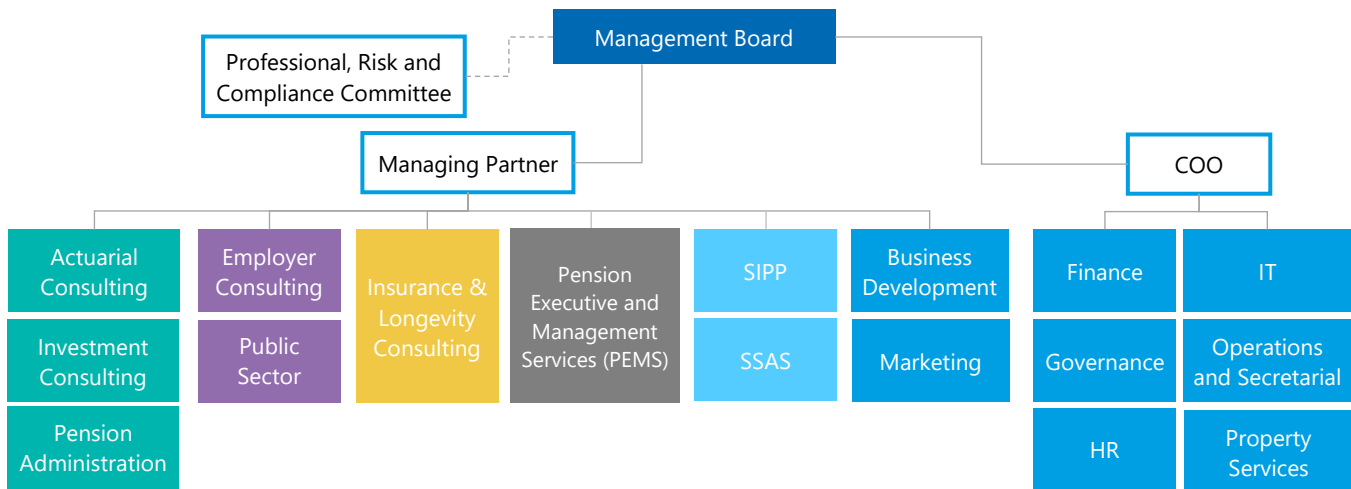 Management Board
Professional, Risk and
Compliance Committee
Managing Partner
COO
Actuarial
Consulting
Investment
Consulting
Pension
Administration
Employer
Consulting
Public
Sector
Insurance &
Longevity
Consulting
Pension
Executive and
Management
Services (PEMS)
SIPP
SSAS
Business
Development
Marketing
Finance
Governance
HR
IT
Operations
and Secretarial
Property
Services